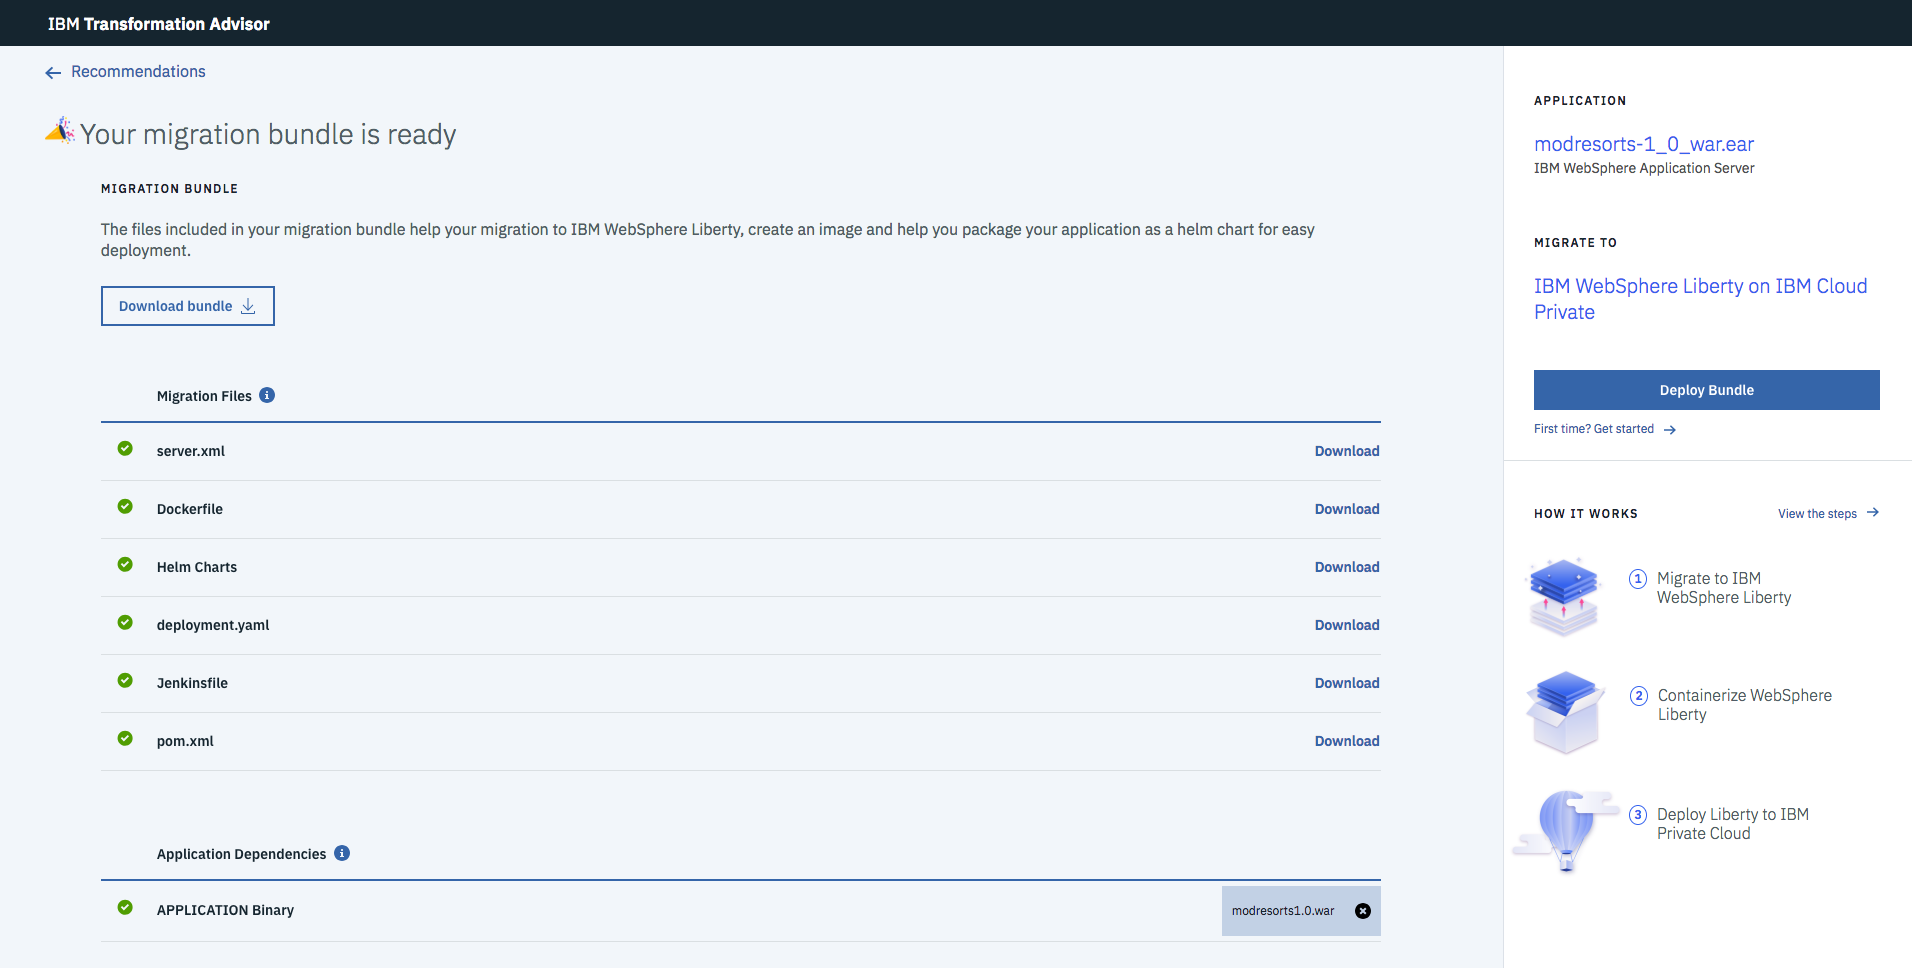 IBM Transformation Advisor
Recommendations
Your migration bundle is ready
MIGRATION BUNDLE
The files included in your migration bundle help your migration to IBM WebSphere Liberty, create an image and help you package your application as a helm chart for easy
deployment.
Download bundle
Migration Files
server.xml Download
Dockerfile Download
Helm Charts Download
deployment.yaml Download
Jenkinsfile Download
pom.xml Download
Application Dependencies
APPLICATION Binary modresorts1.0.war
APPLICATION
modresorts-1_0_war.ear
IBM WebSphere Application Server
MIGRATE TO
IBM WebSphere Liberty on IBM Cloud
Private
Deploy Bundle
First time? Get started
HOW IT WORKS View the steps
1 Migrate to IBM
WebSphere Liberty
2 Containerize WebSphere
Liberty
3 Deploy Liberty to IBM
Private Cloud